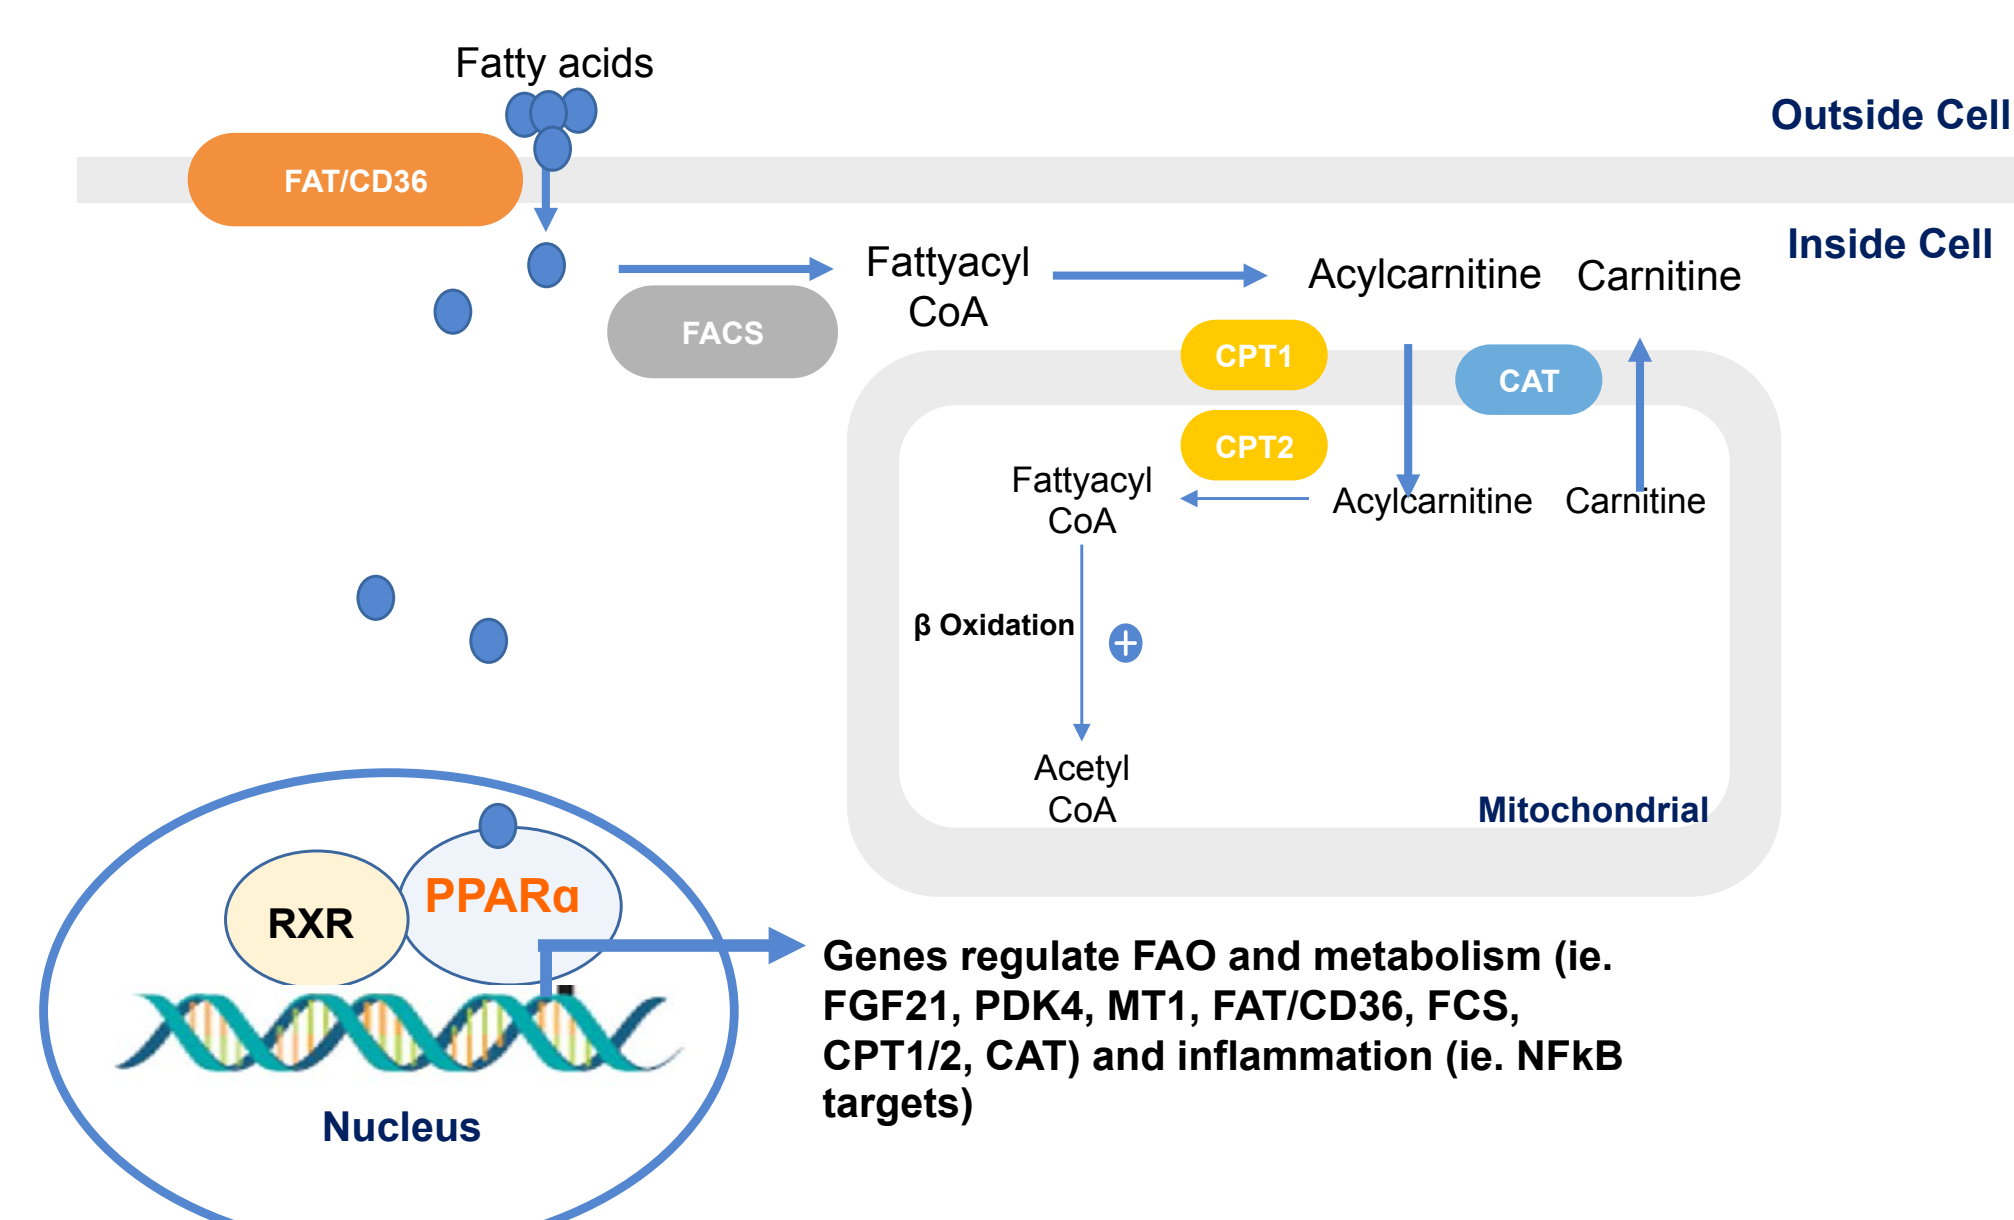 Fatty acids
Outside Cell
FAT/CD36
Inside Cell
Fattyacyl
CoA
Acylcarnitine
Carnitine
FACS
CPT1
CAT
CPT2
Fattyacyl
CoA
Acylcarnitine
Carnitine
β Oxidation
+
Acetyl
CoA
Mitochondrial
RXR
PPARα
Genes regulate FAO and metabolism (ie.
FGF21, PDK4, MT1, FAT/CD36, FCS,
CPT1/2, CAT) and inflammation (ie. NFkB
targets)
Nucleus